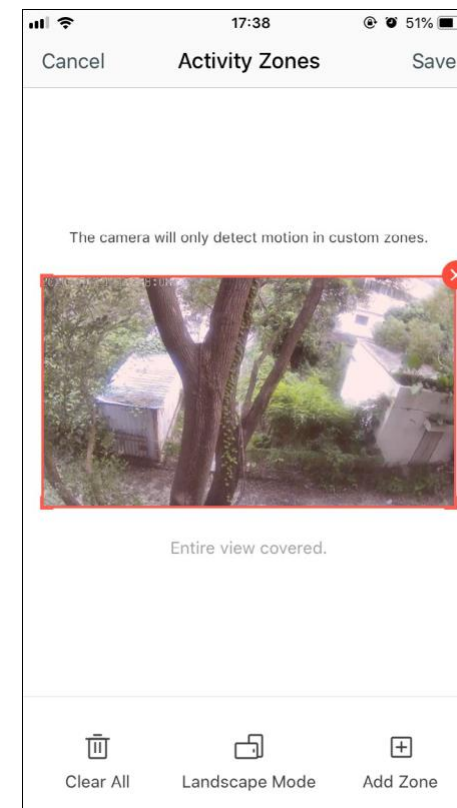 17:38
51%
Cancel
Activity Zones
Save
The camera will only detect motion in custom zones.
Entire view covered.
Clear All
Landscape Mode
Add Zone